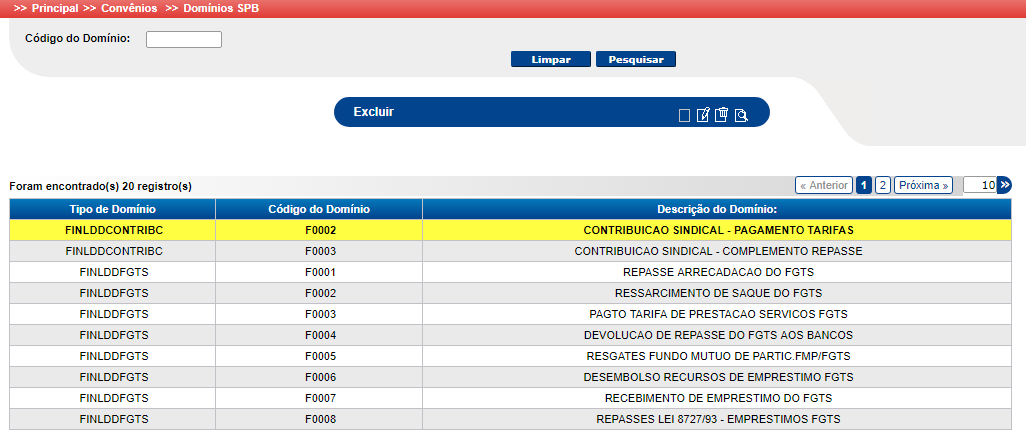 >> Principal >> Convênios >> Domínios SPB
Código do Domínio:
Limpar Pesquisar
Excluir
Foram encontrado(s) 20 registro(s) « Anterior 1 2 Próxima » 10 »
Tipo de Domínio Código do Domínio Descrição do Domínio:
FINLDDCONTRIBC F0002 CONTRIBUICAO SINDICAL - PAGAMENTO TARIFAS
FINLDDCONTRIBC F0003 CONTRIBUICAO SINDICAL - COMPLEMENTO REPASSE
FINLDDFGTS F0001 REPASSE ARRECADACAO DO FGTS
FINLDDFGTS F0002 RESSARCIMENTO DE SAQUE DO FGTS
FINLDDFGTS F0003 PAGTO TARIFA DE PRESTACAO SERVICOS FGTS
FINLDDFGTS F0004 DEVOLUCAO DE REPASSE DO FGTS AOS BANCOS
FINLDDFGTS F0005 RESGATES FUNDO MUTUO DE PARTIC.FMP/FGTS
FINLDDFGTS F0006 DESEMBOLSO RECURSOS DE EMPRESTIMO FGTS
FINLDDFGTS F0007 RECEBIMENTO DE EMPRESTIMO DO FGTS
FINLDDFGTS F0008 REPASSES LEI 8727/93 - EMPRESTIMOS FGTS